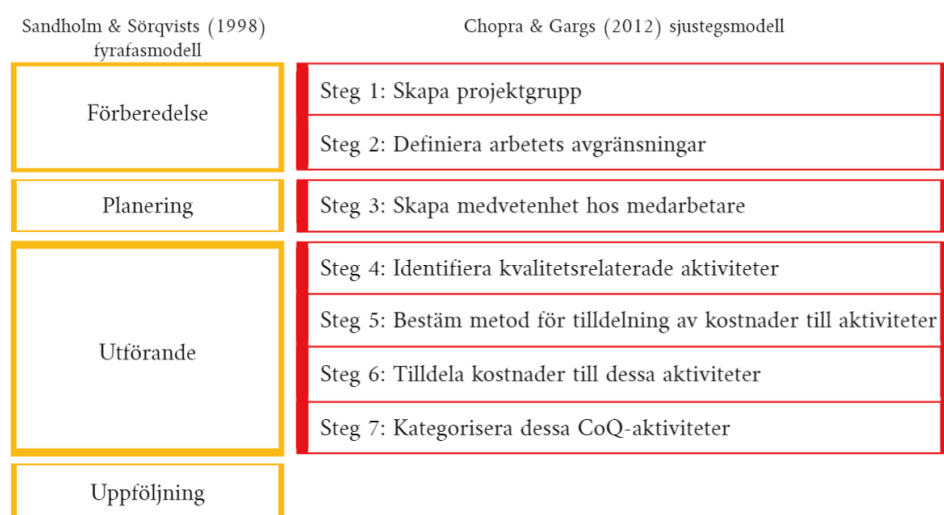 Sandholm & Sörqvists (1998)
fyrafasmodell
Chopra & Gargs (2012) sjustegsmodell
Förberedelse
Steg 1: Skapa projektgrupp
Steg 2: Definiera arbetets avgränsningar
Planering
Steg 3: Skapa medvetenhet hos medarbetare
Utförande
Steg 4: Identifiera kvalitetsrelaterade aktiviteter
Steg 5: Bestäm metod för tilldelning av kostnader till aktiviteter
Steg 6: Tilldela kostnader till dessa aktiviteter
Steg 7: Kategorisera dessa CoQ-aktiviteter
Uppföljning